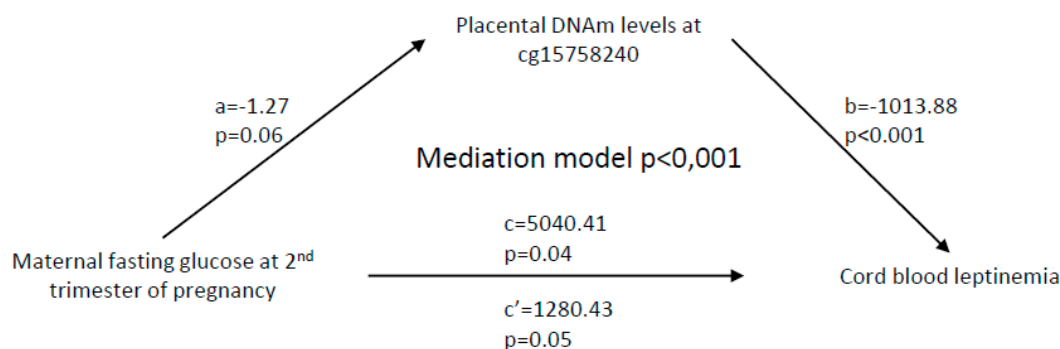 Placental DNAm levels at
cg15758240
a=-1.27
p=0.06
b=-1013.88
p<0.001
Mediation model p<0,001
c=5040.41
p=0.04
Maternal fasting glucose at 2nd
trimester of pregnancy
Cord blood leptinemia
c’=1280.43
p=0.05